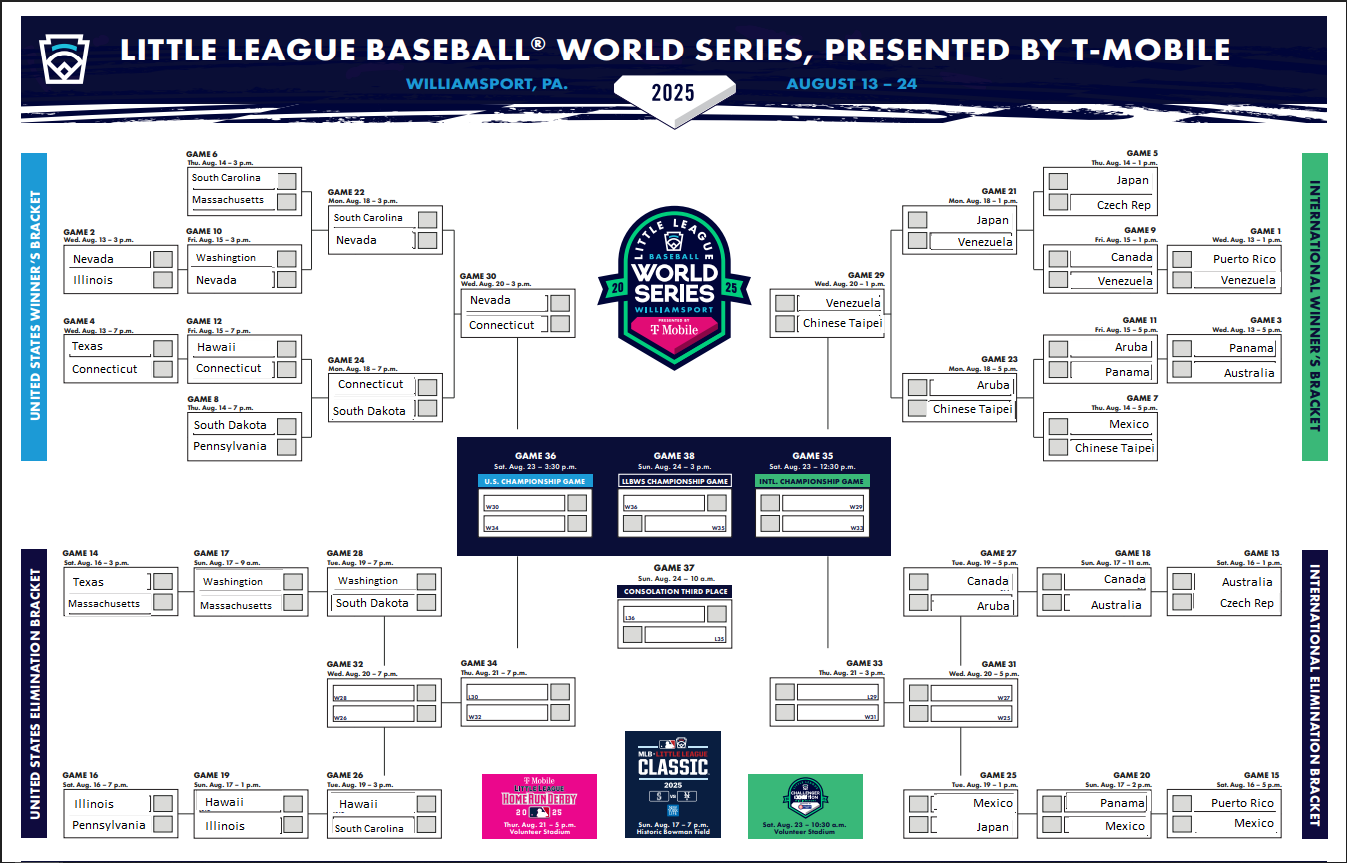 LITTLE LEAGUE BASEBALL® WORLD SERIES, PRESENTED BY T-MOBILE
WILLIAMSPORT, PA.
2025
AUGUST 13 – 24
UNITED STATES WINNER'S BRACKET
GAME 6
Thu. Aug. 14 – 3 p.m.
South Carolina
Massachusetts
GAME 22
Mon. Aug. 18 – 3 p.m.
South Carolina
Nevada
GAME 2
Wed. Aug. 13 – 3 p.m.
Nevada
Illinois
GAME 10
Fri. Aug. 15 – 3 p.m.
Washington
Nevada
GAME 30
Wed. Aug. 20 – 3 p.m.
Nevada
Connecticut
GAME 4
Wed. Aug. 13 – 7 p.m.
Texas
Connecticut
GAME 12
Fri. Aug. 15 – 7 p.m.
Hawaii
Connecticut
GAME 24
Mon. Aug. 18 – 7 p.m.
Connecticut
South Dakota
GAME 8
Thu. Aug. 14 – 7 p.m.
South Dakota
Pennsylvania
LITTLE LEAGUE
BASEBALL
WORLD
SERIES
20 25
WILLIAMSPORT
PRESENTED BY
T Mobile
GAME 5
Thu. Aug. 14 – 1 p.m.
Japan
Czech Rep
GAME 21
Mon. Aug. 18 – 1 p.m.
Japan
Venezuela
GAME 9
Fri. Aug. 15 – 1 p.m.
Canada
Venezuela
GAME 1
Wed. Aug. 13 – 1 p.m.
Puerto Rico
Venezuela
GAME 29
Wed. Aug. 20 – 1 p.m.
Venezuela
Chinese Taipei
GAME 11
Fri. Aug. 15 – 5 p.m.
Aruba
Panama
GAME 3
Wed. Aug. 13 – 5 p.m.
Panama
Australia
GAME 23
Mon. Aug. 18 – 5 p.m.
Aruba
Chinese Taipei
GAME 7
Thu. Aug. 14 – 5 p.m.
Mexico
Chinese Taipei
INTERNATIONAL WINNER'S BRACKET
GAME 36
Sat. Aug. 23 – 3:30 p.m.
U.S. CHAMPIONSHIP GAME
W30
W34
GAME 38
Sun. Aug. 24 – 3 p.m.
LLBWS CHAMPIONSHIP GAME
W36
W35
GAME 35
Sat. Aug. 23 – 12:30 p.m.
INTL. CHAMPIONSHIP GAME
W29
W33
GAME 37
Sun. Aug. 24 – 10 a.m.
CONSOLATION THIRD PLACE
L36
L35
UNITED STATES ELIMINATION BRACKET
GAME 14
Sat. Aug. 16 – 3 p.m.
Texas
Massachusetts
GAME 17
Sun. Aug. 17 – 9 a.m.
Washington
Massachusetts
GAME 28
Tue. Aug. 19 – 7 p.m.
Washington
South Dakota
GAME 32
Wed. Aug. 20 – 7 p.m.
W28
W26
GAME 34
Thu. Aug. 21 – 7 p.m.
L30
W32
GAME 16
Sat. Aug. 16 – 7 p.m.
Illinois
Pennsylvania
GAME 19
Sun. Aug. 17 – 1 p.m.
Hawaii
Illinois
GAME 26
Tue. Aug. 19 – 3 p.m.
Hawaii
South Carolina
T Mobile
LITTLE LEAGUE
HOME RUN DERBY
20 25
Thu. Aug. 21 – 5 p.m.
Volunteer Stadium
MLB LITTLE LEAGUE
CLASSIC
2025
VS
Sun. Aug. 17 – 7 p.m.
Historic Bowman Field
CHALLENGER
Sat. Aug. 23 – 10:30 a.m.
Volunteer Stadium
GAME 27
Tue. Aug. 19 – 5 p.m.
Canada
Aruba
GAME 18
Sun. Aug. 17 – 11 a.m.
Canada
Australia
GAME 13
Sat. Aug. 16 – 1 p.m.
Australia
Czech Rep
GAME 33
Thu. Aug. 21 – 3 p.m.
L29
W31
GAME 31
Wed. Aug. 20 – 5 p.m.
W27
W25
GAME 25
Tue. Aug. 19 – 1 p.m.
Mexico
Japan
GAME 20
Sun. Aug. 17 – 2 p.m.
Panama
Mexico
GAME 15
Sat. Aug. 16 – 5 p.m.
Puerto Rico
Mexico
INTERNATIONAL ELIMINATION BRACKET